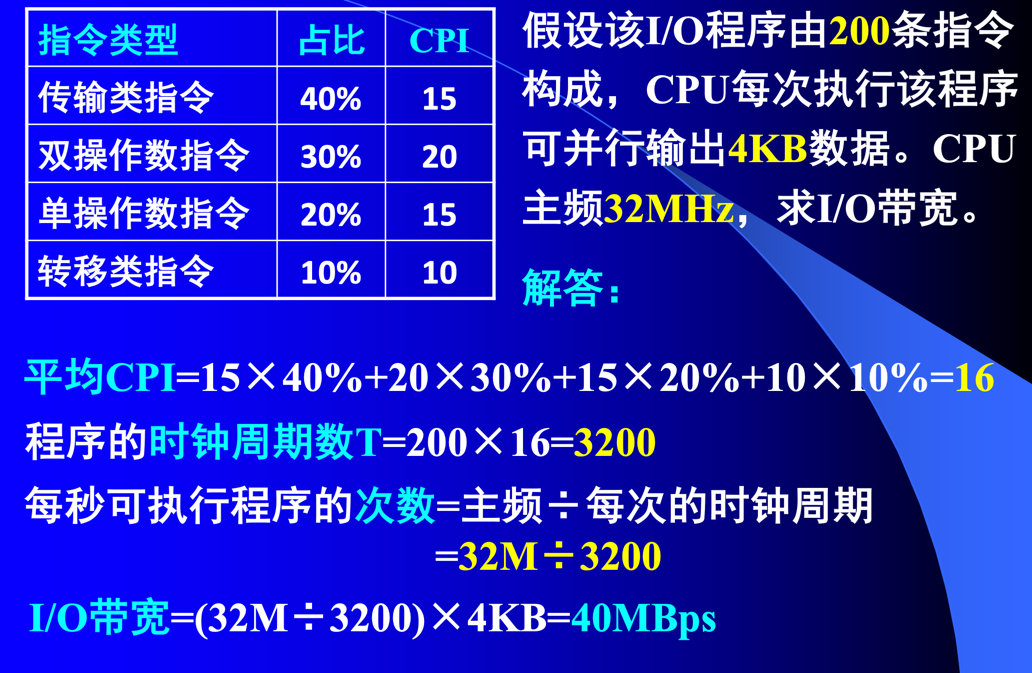 指令类型 占比 CPI
传输类指令 40% 15
双操作数指令 30% 20
单操作数指令 20% 15
转移类指令 10% 10
假设该I/O程序由200条指令
构成，CPU每次执行该程序
可并行输出4KB数据。CPU
主频32MHz，求I/O带宽。
解答：
平均CPI=15×40%+20×30%+15×20%+10×10%=16
程序的时钟周期数T=200×16=3200
每秒可执行程序的次数=主频÷每次的时钟周期
=32M÷3200
I/O带宽=(32M÷3200)×4KB=40MBps